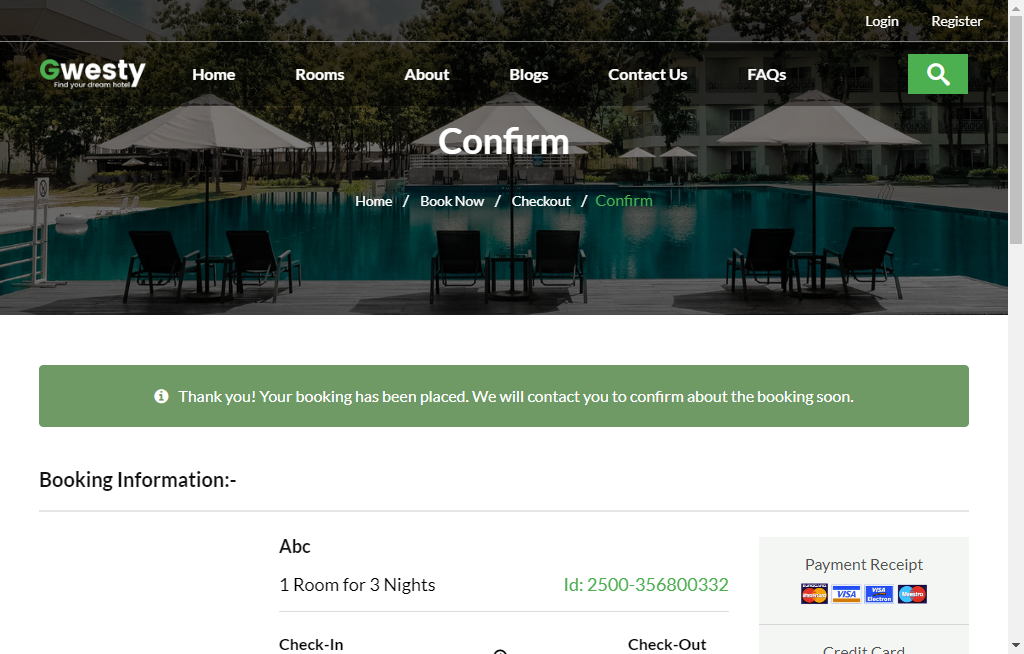 Login Register
Gwesty
Find your dream hotel
Home Rooms About Blogs Contact Us FAQs
Confirm
Home / Book Now / Checkout / Confirm
Thank you! Your booking has been placed. We will contact you to confirm about the booking soon.
Booking Information:-
Abc
1 Room for 3 Nights Id: 2500-356800332
Check-In Check-Out
Payment Receipt
VISA VISA Electron Maestro
Credit Card